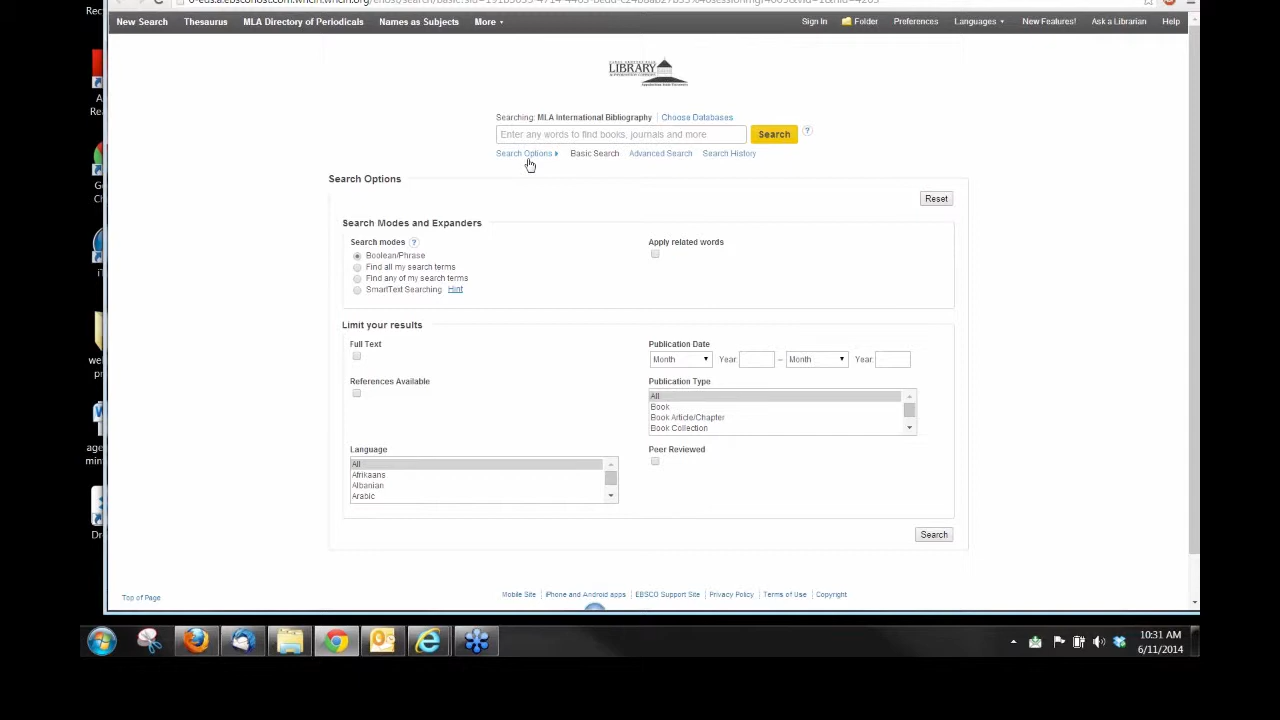 New Search Thesaurus MLA Directory of Periodicals Names as Subjects More Sign In Folder Preferences Languages New Features! Ask a Librarian Help
LIBRARY
Searching: MLA International Bibliography Choose Databases
Enter any words to find books, journals and more Search ?
Search Options Basic Search Advanced Search Search History
Search Options
Reset
Search Modes and Expanders
Search modes ? Apply related words
Boolean/Phrase
Find all my search terms
Find any of my search terms
SmartText Searching Hint
Limit your results
Full Text Publication Date
Month Year – Month Year
References Available Publication Type
All
Book
Book Article/Chapter
Book Collection
Language Peer Reviewed
All
Afrikaans
Albanian
Arabic
Search
Mobile Site iPhone and Android apps EBSCO Support Site Privacy Policy Terms of Use Copyright
Top of Page
10:31 AM
6/11/2014